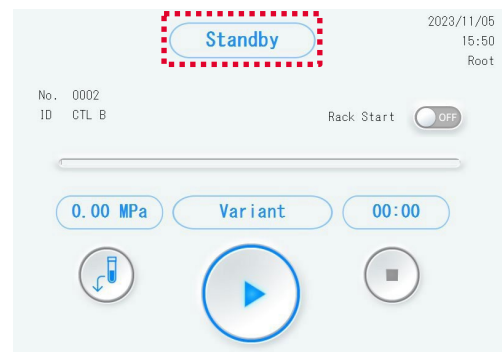 Standby
2023/11/05
15:50
Root
No. 0002
ID CTL B
Rack Start OFF
0.00 MPa Variant 00:00